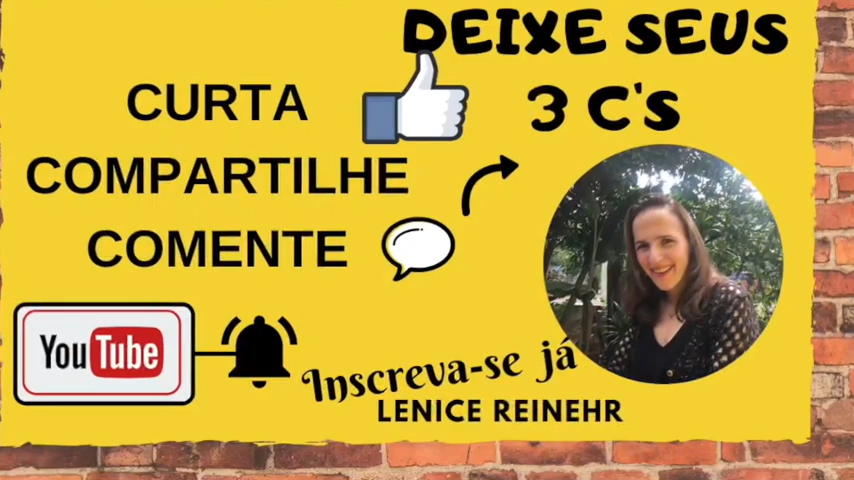 DEIXE SEUS
3 C's
CURTA
COMPARTILHE
COMENTE
YouTube
Inscreva-se já
LENICE REINEHR